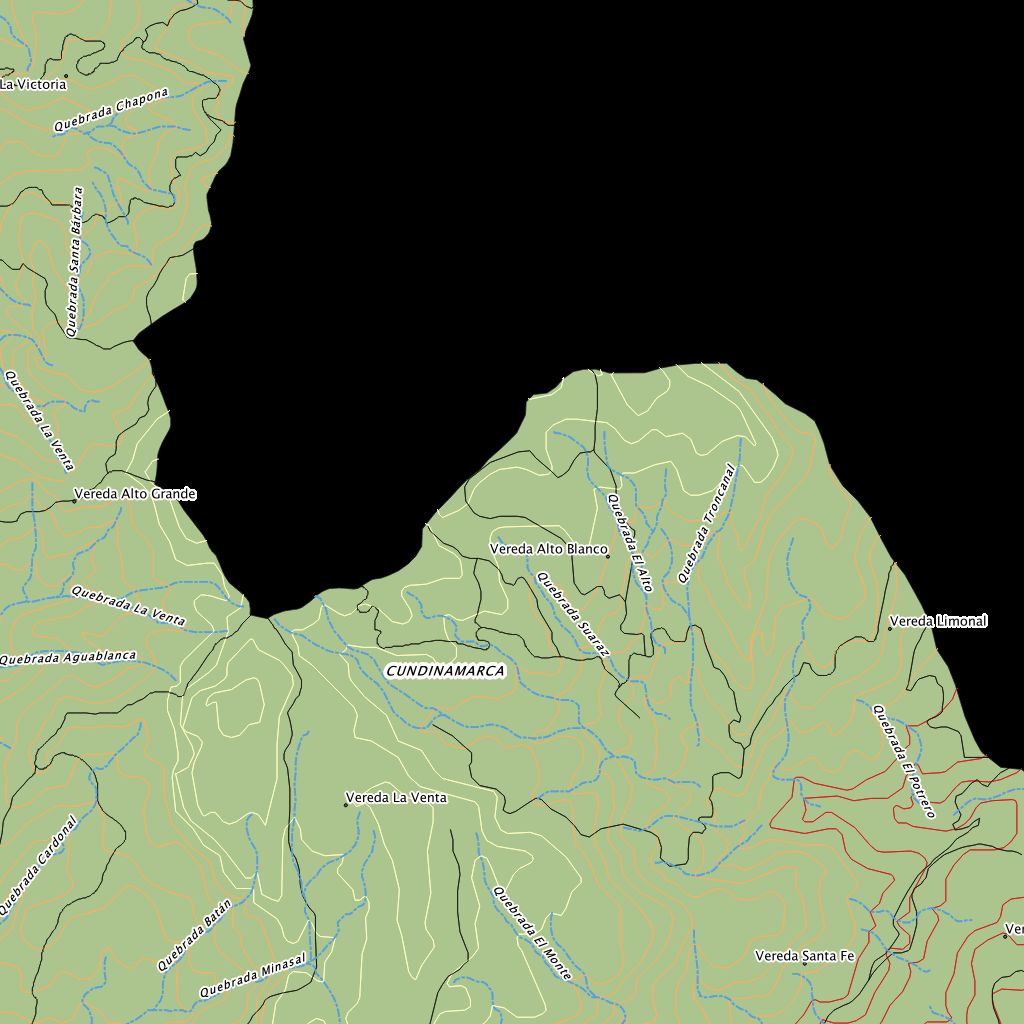 La Victoria
Quebrada Chapona
Quebrada Santa Bárbara
Quebrada La Venta
Vereda Alto Grande
Quebrada El Alto
Quebrada Troncanal
Vereda Alto Blanco
Quebrada Suaraz
Quebrada La Venta
Vereda Limonal
Quebrada Aguablanca
CUNDINAMARCA
Quebrada El Potrero
Vereda La Venta
Quebrada Cardonal
Quebrada Batán
Quebrada El Monte
Quebrada Minasal
Vereda Santa Fe